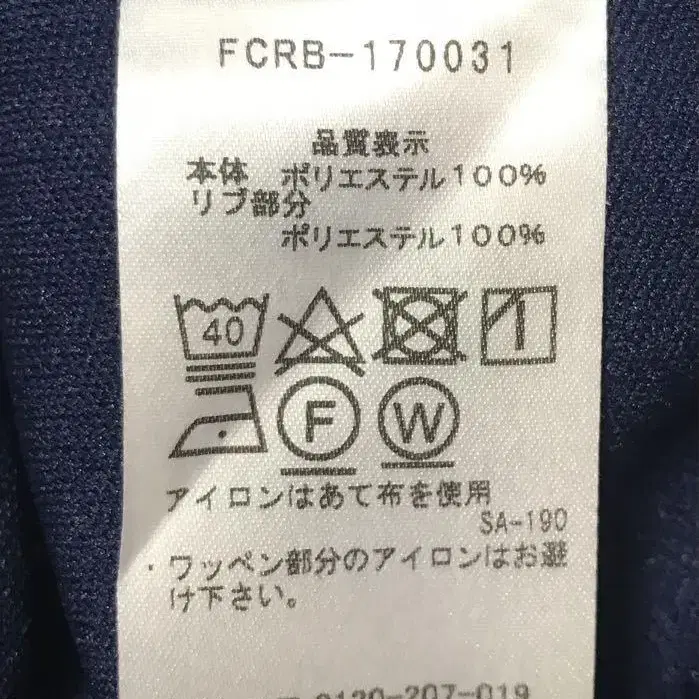 FCRB-170031
品質表示
本体 ポリエステル100%
リブ部分
ポリエステル100%
40
F W
アイロンはあて布を使用
SA-190
・ワッペン部分のアイロンはお避
け下さい。
0120-207-019